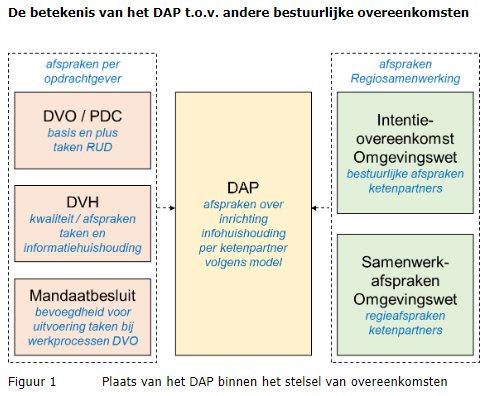 De betekenis van het DAP t.o.v. andere bestuurlijke overeenkomsten
afspraken per
opdrachtgever
DVO / PDC
basis en plus
taken RUD
DVH
kwaliteit / afspraken
taken en
informatiehuishouding
Mandaatbesluit
bevoegdheid voor
uitvoering taken bij
werkprocessen DVO
DAP
afspraken over
inrichting
infohuishouding
per ketenpartner
volgens model
afspraken
Regiosamenwerking
Intentie-
overeenkomst
Omgevingswet
bestuurlijke afspraken
ketenpartners
Samenwerk-
afspraken
Omgevingswet
regieafspraken
ketenpartners
Figuur 1 Plaats van het DAP binnen het stelsel van overeenkomsten